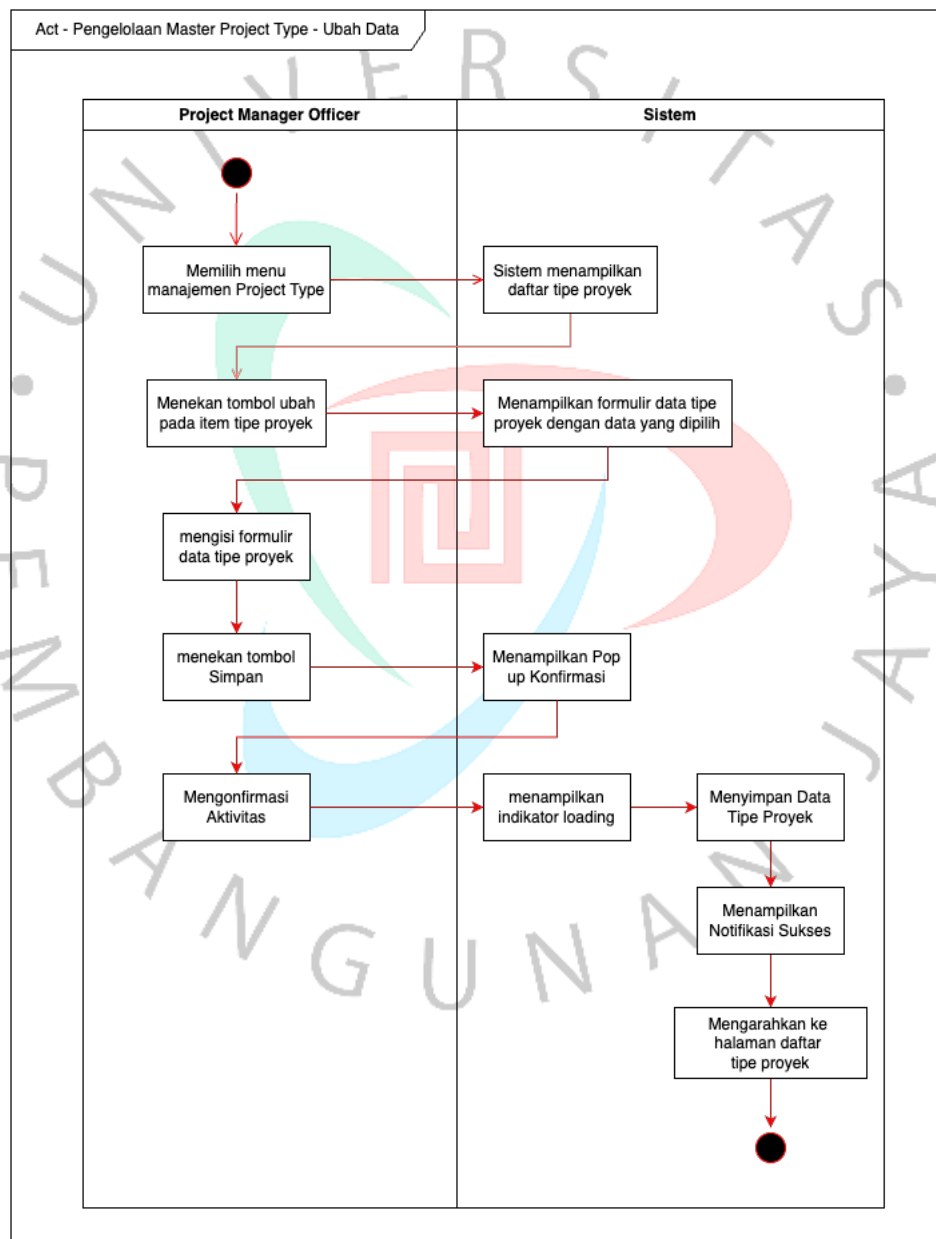 Act - Pengelolaan Master Project Type - Ubah Data
Project Manager Officer
Sistem
Memilih menu
manajemen Project Type
Sistem menampilkan
daftar tipe proyek
Menekan tombol ubah
pada item tipe proyek
Menampilkan formulir data tipe
proyek dengan data yang dipilih
mengisi formulir
data tipe proyek
menekan tombol
Simpan
Menampilkan Pop
up Konfirmasi
Mengonfirmasi
Aktivitas
menampilkan
indikator loading
Menyimpan Data
Tipe Proyek
Menampilkan
Notifikasi Sukses
Mengarahkan ke
halaman daftar
tipe proyek
UNIVERSITAS
PEMBANGUNAN JAYA